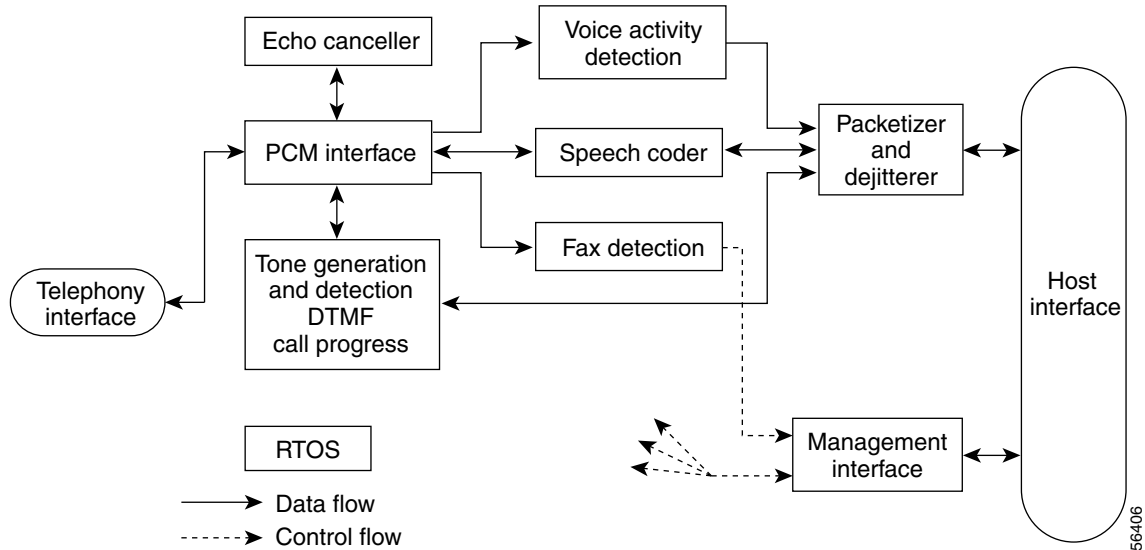 Echo canceller
Voice activity
detection
PCM interface
Speech coder
Packetizer
and
dejitterer
Fax detection
Tone generation
and detection
DTMF
call progress
Telephony
interface
Host
interface
RTOS
Management
interface
Data flow
Control flow
56406